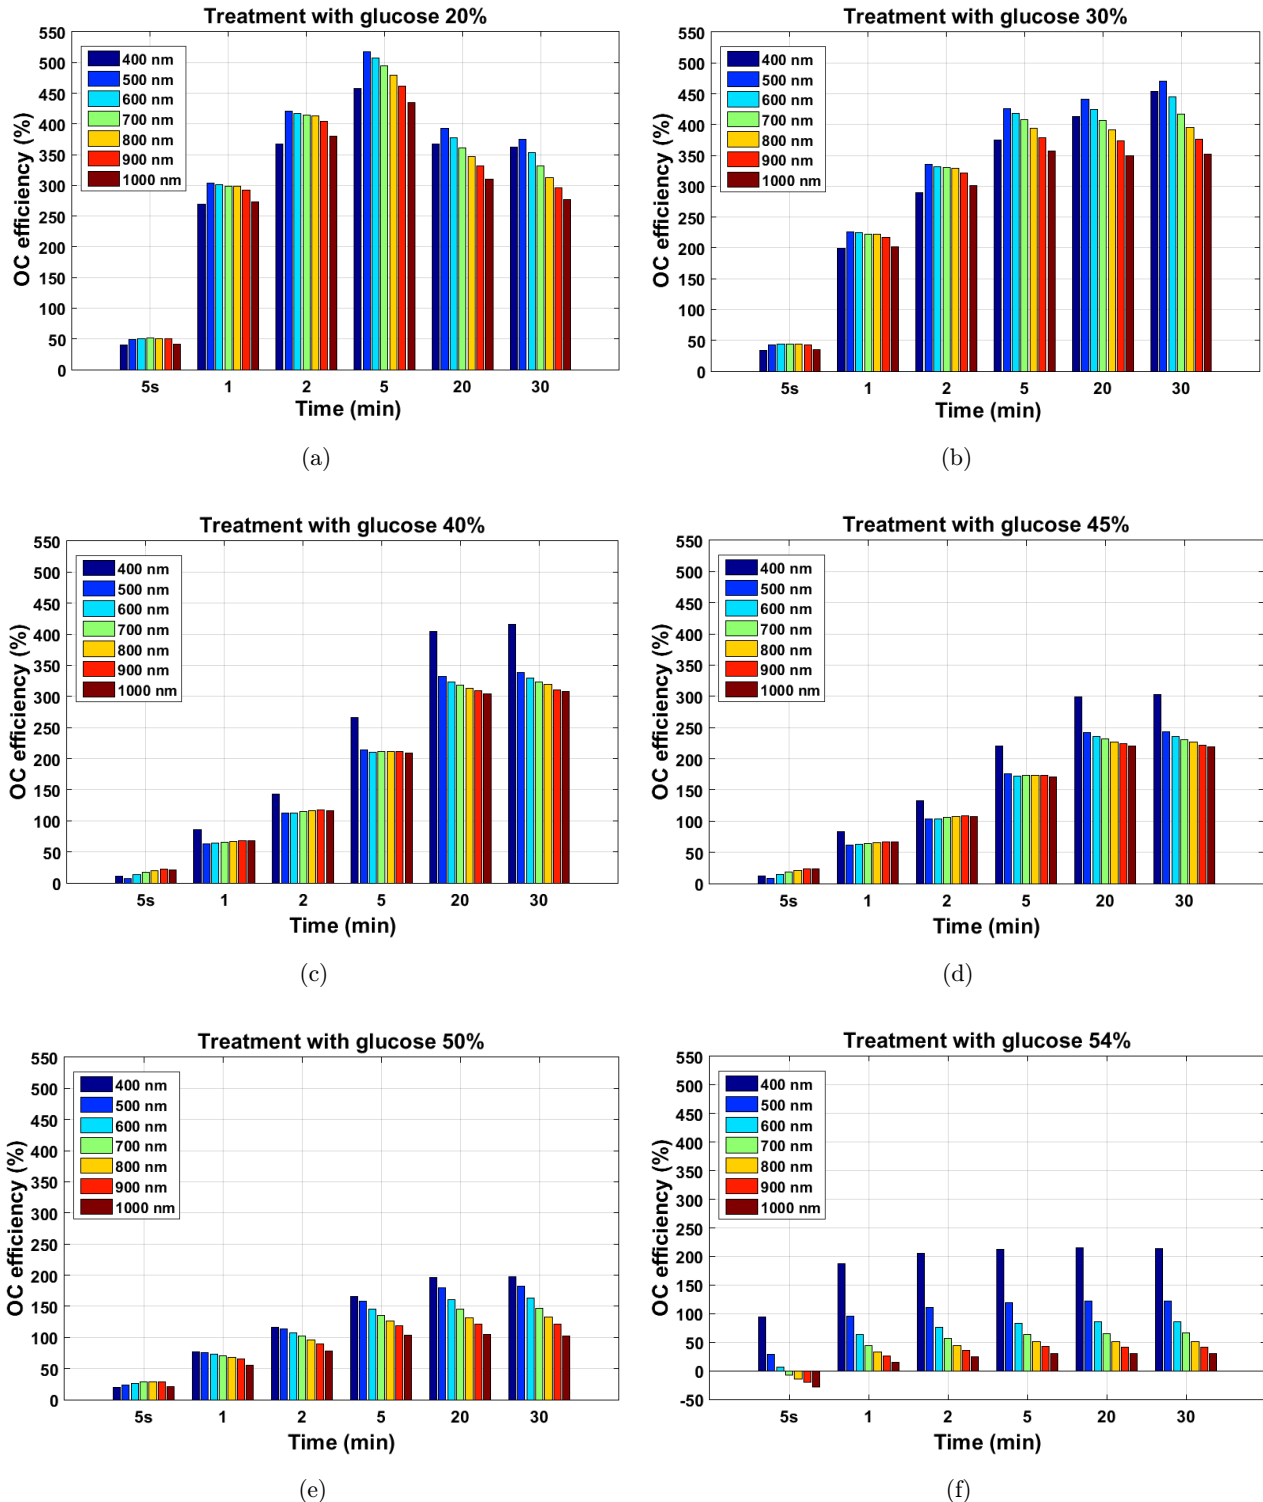 Treatment with glucose 20%
550
500
450
400
350
300
250
200
150
100
50
0
OC efficiency (%)
400 nm
500 nm
600 nm
700 nm
800 nm
900 nm
1000 nm
5s 1 2 5 20 30
Time (min)
(a)
Treatment with glucose 30%
550
500
450
400
350
300
250
200
150
100
50
0
OC efficiency (%)
400 nm
500 nm
600 nm
700 nm
800 nm
900 nm
1000 nm
5s 1 2 5 20 30
Time (min)
(b)
Treatment with glucose 40%
550
500
450
400
350
300
250
200
150
100
50
0
OC efficiency (%)
400 nm
500 nm
600 nm
700 nm
800 nm
900 nm
1000 nm
5s 1 2 5 20 30
Time (min)
(c)
Treatment with glucose 45%
550
500
450
400
350
300
250
200
150
100
50
0
OC efficiency (%)
400 nm
500 nm
600 nm
700 nm
800 nm
900 nm
1000 nm
5s 1 2 5 20 30
Time (min)
(d)
Treatment with glucose 50%
550
500
450
400
350
300
250
200
150
100
50
0
OC efficiency (%)
400 nm
500 nm
600 nm
700 nm
800 nm
900 nm
1000 nm
5s 1 2 5 20 30
Time (min)
(e)
Treatment with glucose 54%
550
500
450
400
350
300
250
200
150
100
50
0
-50
OC efficiency (%)
400 nm
500 nm
600 nm
700 nm
800 nm
900 nm
1000 nm
5s 1 2 5 20 30
Time (min)
(f)